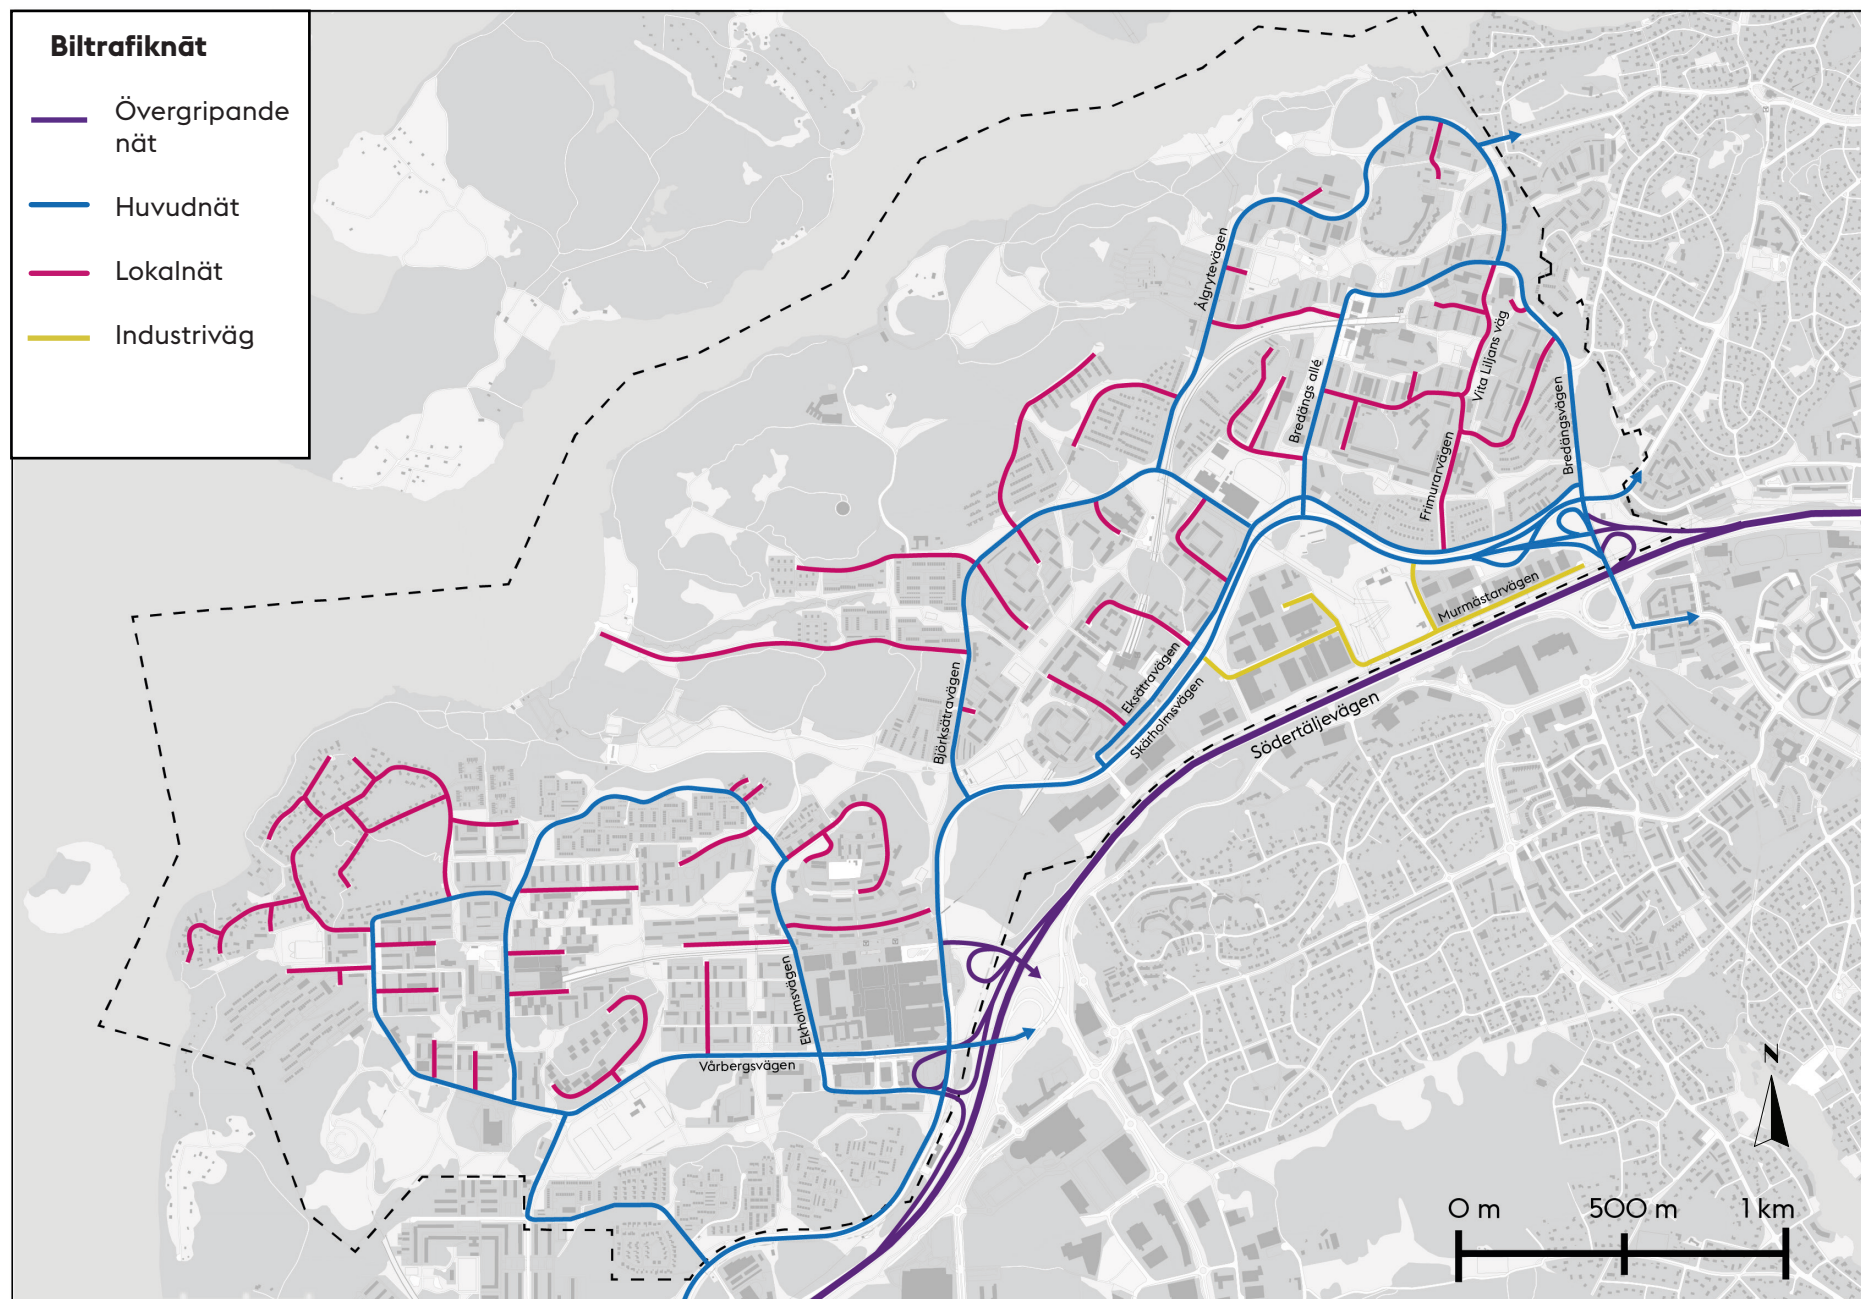 Biltrafiknät
Övergripande
nät
Huvudnät
Lokalnät
Industriväg
Ålgrytevägen
Bredängs allé
Vita Liljans väg
Frimurarvägen
Bredängsvägen
Murmästarvägen
Björksätravägen
Eksätravägen
Skärholmsvägen
Södertäljevägen
Ekholmsvägen
Vårbergsvägen
N
0 m
500 m
1 km